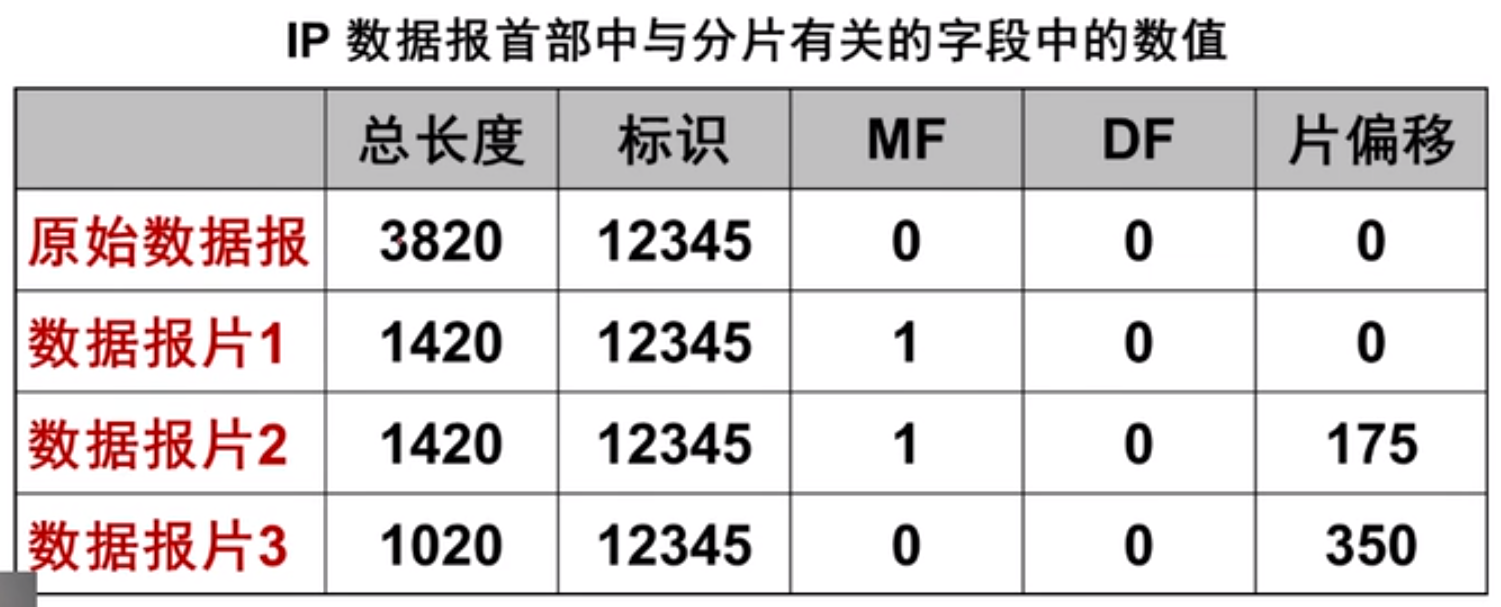 IP 数据报首部中与分片有关的字段中的数值
总长度 标识 MF DF 片偏移
原始数据报 3820 12345 0 0 0
数据报片1 1420 12345 1 0 0
数据报片2 1420 12345 1 0 175
数据报片3 1020 12345 0 0 350